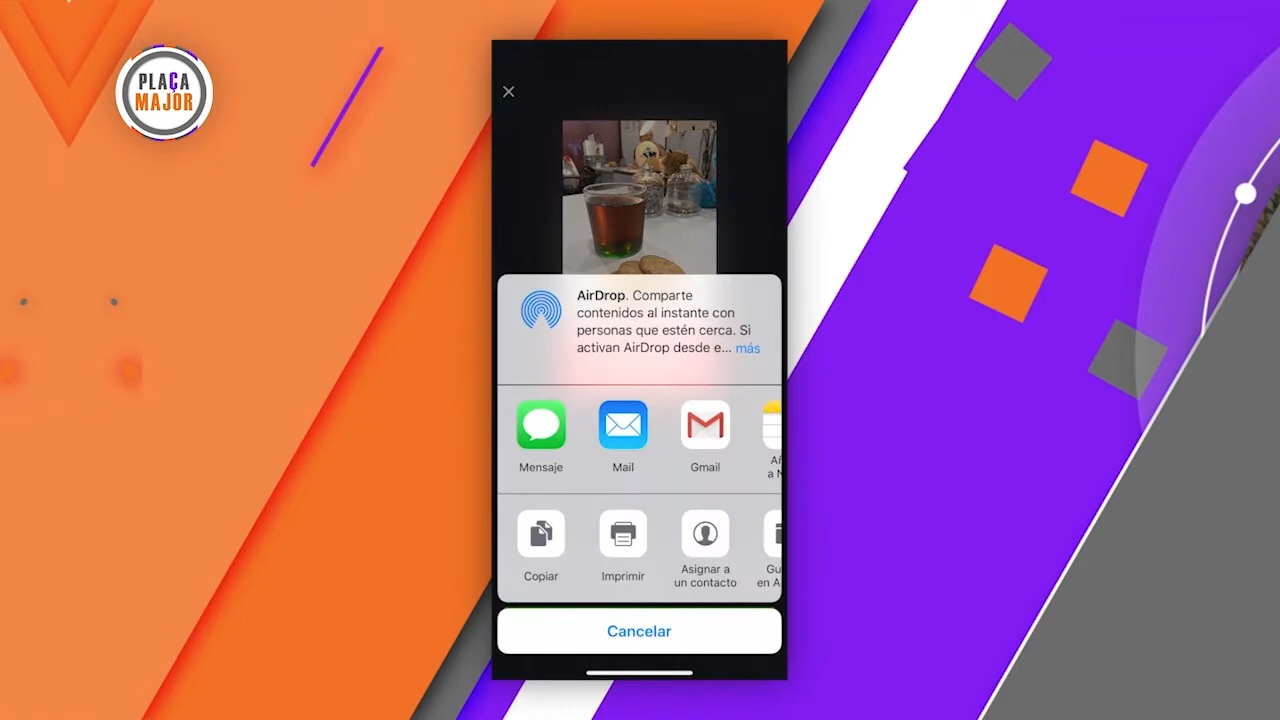 PLAÇA
MAJOR
AirDrop. Comparte
contenidos al instante con
personas que estén cerca. Si
activan AirDrop desde e... más
Mensaje
Mail
Gmail
Copiar
Imprimir
Asignar a
un contacto
Cancelar